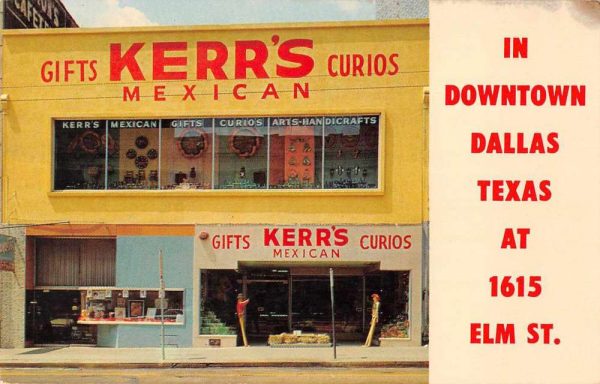 GIFTS KERR'S CURIOS
MEXICAN
KERR'S MEXICAN GIFTS CURIOS ARTS-HANDICRAFTS
GIFTS KERR'S CURIOS
MEXICAN
IN
DOWNTOWN
DALLAS
TEXAS
AT
1615
ELM ST.